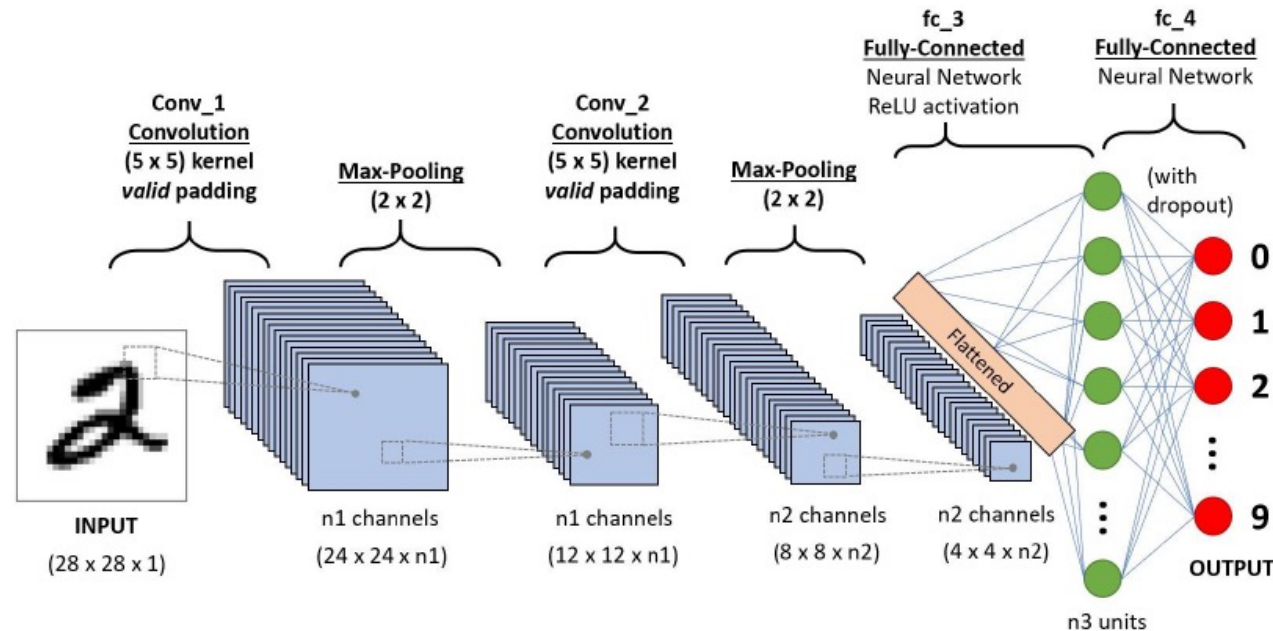 fc_3
Fully-Connected
Neural Network
ReLU activation
fc_4
Fully-Connected
Neural Network
Conv_1
Convolution
(5 x 5) kernel
valid padding
Max-Pooling
(2 x 2)
Conv_2
Convolution
(5 x 5) kernel
valid padding
Max-Pooling
(2 x 2)
(with
dropout)
Flattened
0
1
2
9
INPUT
(28 x 28 x 1)
n1 channels
(24 x 24 x n1)
n1 channels
(12 x 12 x n1)
n2 channels
(8 x 8 x n2)
n2 channels
(4 x 4 x n2)
OUTPUT
n3 units